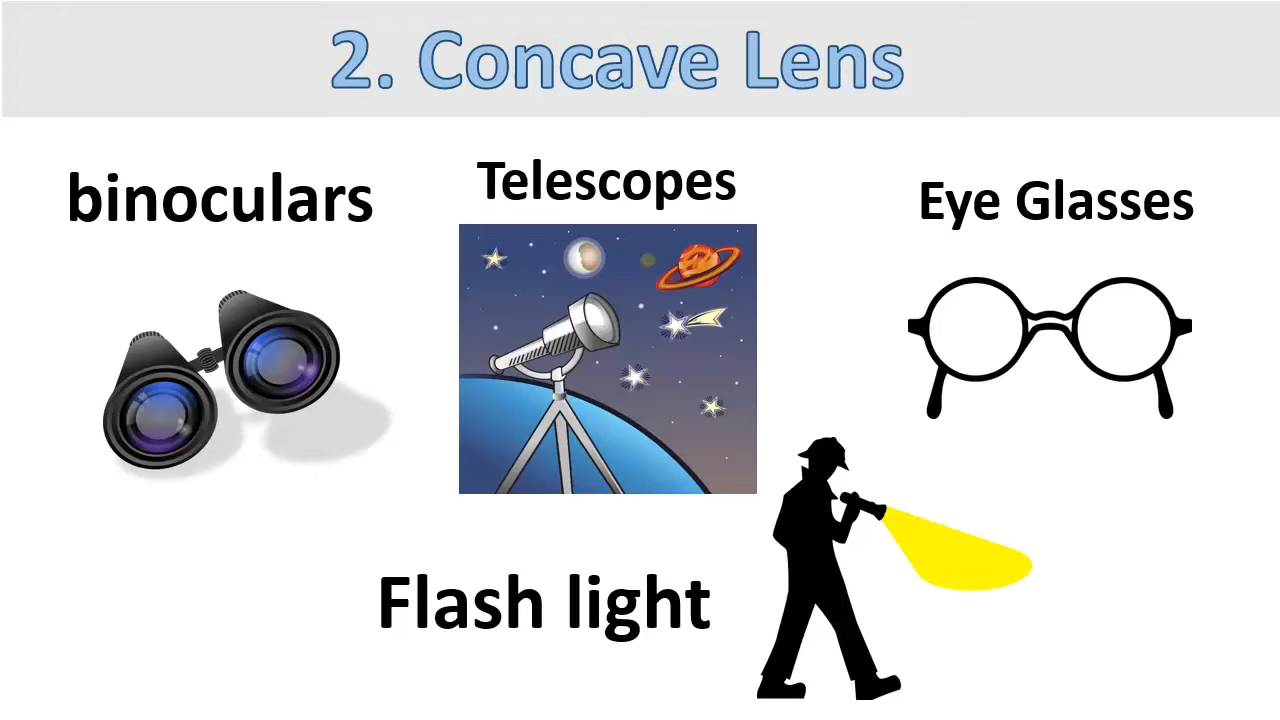 2. Concave Lens
binoculars
Telescopes
Eye Glasses
Flash light